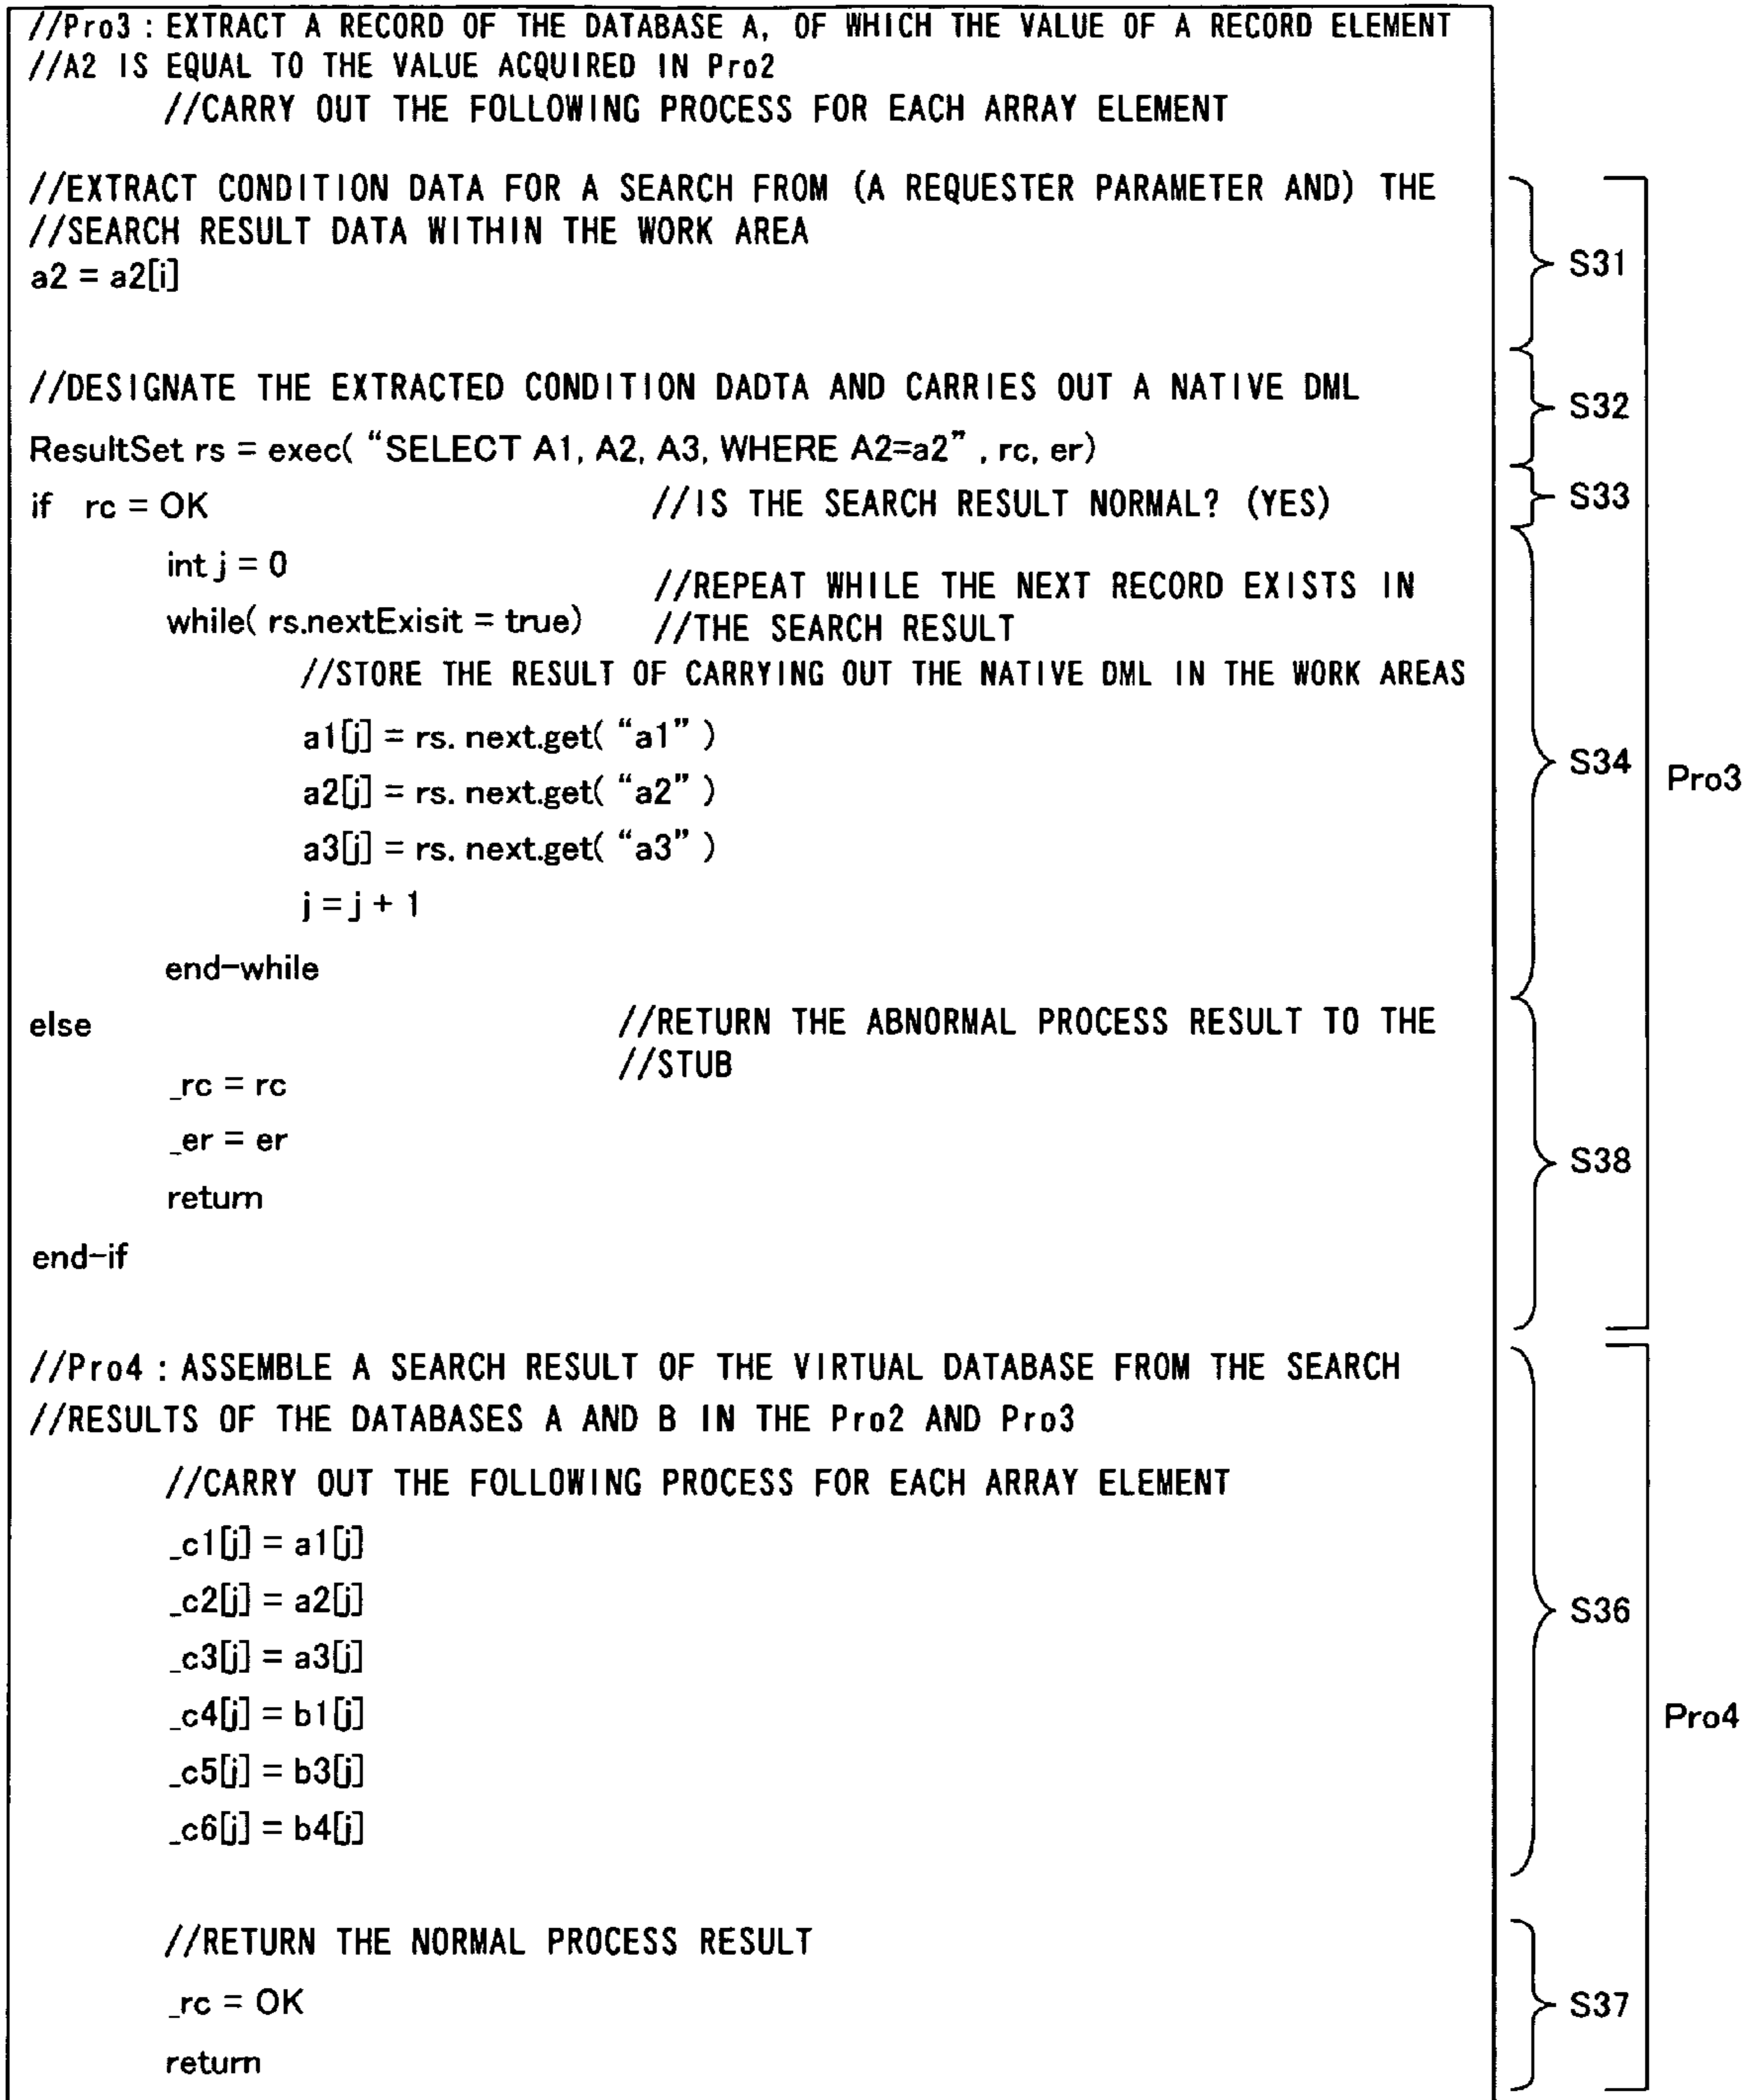 //Pro3 : EXTRACT A RECORD OF THE DATABASE A, OF WHICH THE VALUE OF A RECORD ELEMENT
//A2 IS EQUAL TO THE VALUE ACQUIRED IN Pro2
//CARRY OUT THE FOLLOWING PROCESS FOR EACH ARRAY ELEMENT
//EXTRACT CONDITION DATA FOR A SEARCH FROM (A REQUESTER PARAMETER AND) THE
//SEARCH RESULT DATA WITHIN THE WORK AREA
a2 = a2[i]
S31
//DESIGNATE THE EXTRACTED CONDITION DADTA AND CARRIES OUT A NATIVE DML
S32
ResultSet rs = exec( “SELECT A1, A2, A3, WHERE A2=a2” , rc, er)
if rc = OK //IS THE SEARCH RESULT NORMAL? (YES)
S33
int j = 0
while( rs.nextExisit = true) //REPEAT WHILE THE NEXT RECORD EXISTS IN
//THE SEARCH RESULT
//STORE THE RESULT OF CARRYING OUT THE NATIVE DML IN THE WORK AREAS
a1[j] = rs. next.get( “a1” )
a2[j] = rs. next.get( “a2” )
S34
Pro3
a3[j] = rs. next.get( “a3” )
j = j + 1
end-while
else //RETURN THE ABNORMAL PROCESS RESULT TO THE
//STUB
_rc = rc
_er = er
S38
return
end-if
//Pro4 : ASSEMBLE A SEARCH RESULT OF THE VIRTUAL DATABASE FROM THE SEARCH
//RESULTS OF THE DATABASES A AND B IN THE Pro2 AND Pro3
//CARRY OUT THE FOLLOWING PROCESS FOR EACH ARRAY ELEMENT
_c1[j] = a1[j]
_c2[j] = a2[j]
S36
_c3[j] = a3[j]
_c4[j] = b1[j]
Pro4
_c5[j] = b3[j]
_c6[j] = b4[j]
//RETURN THE NORMAL PROCESS RESULT
_rc = OK
S37
return